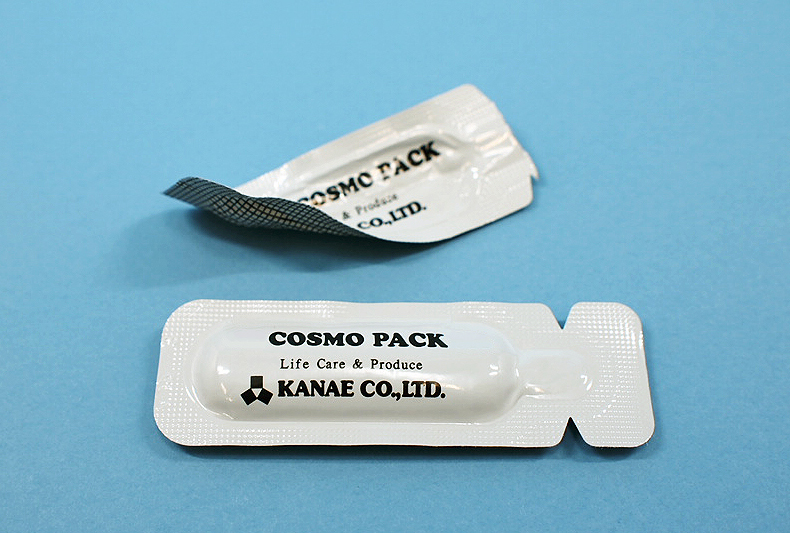 COSMO PACK
& Produce
CO.,LTD.
COSMO PACK
Life Care & Produce
KANAE CO.,LTD.